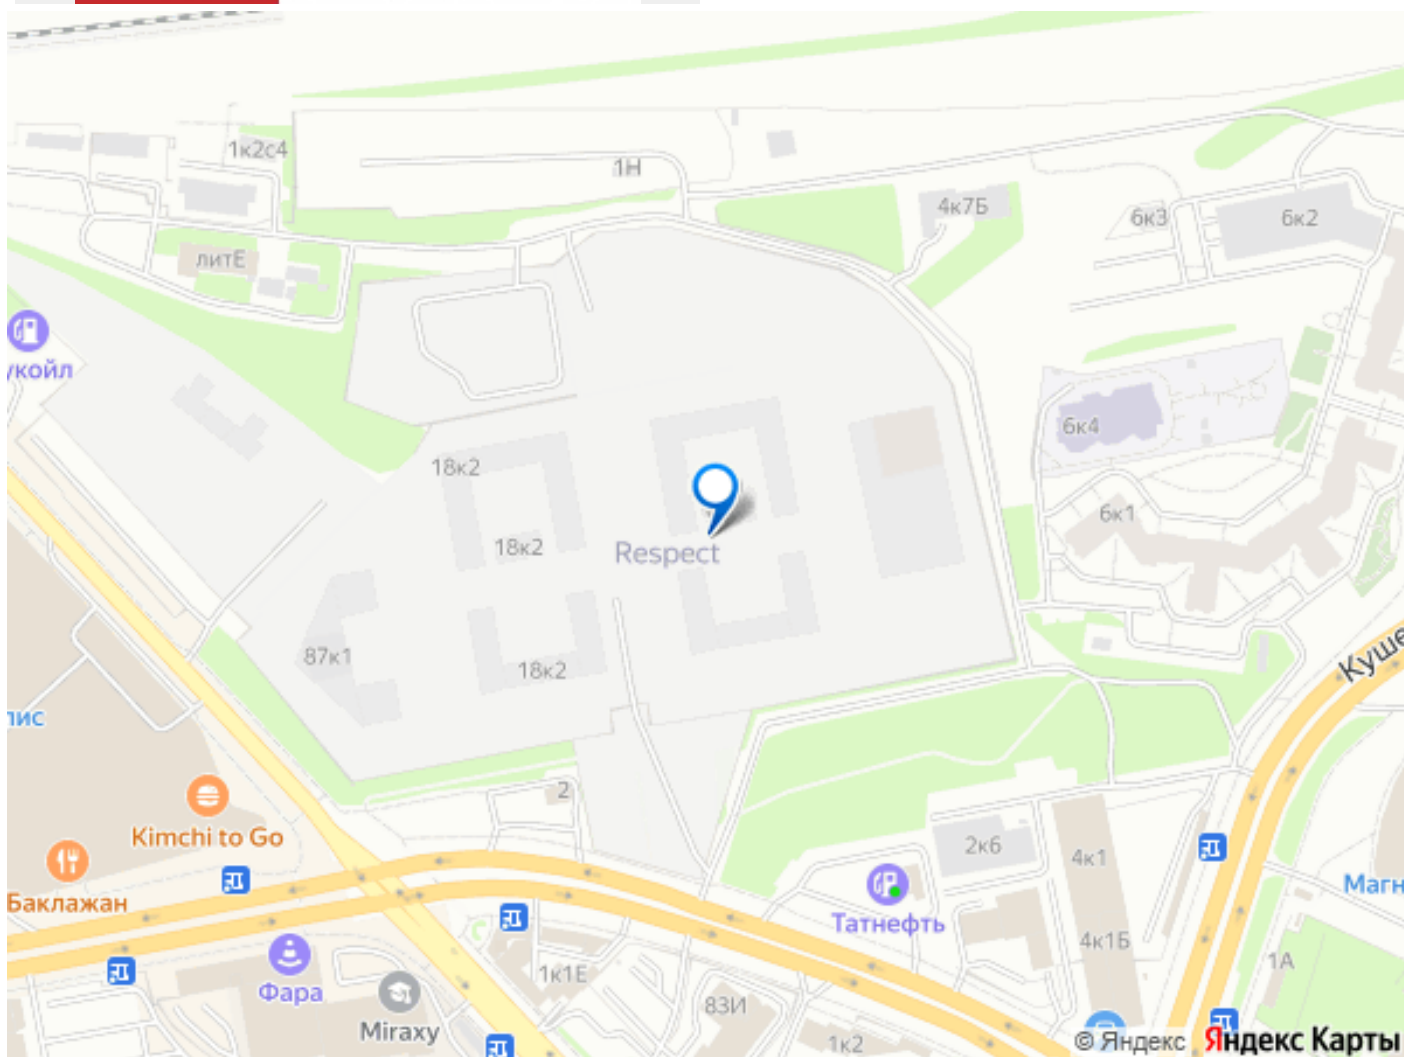 1к2с4
1Н
4к7Б
6к3
6к2
литЕ
укойл
6к4
18к2
6к1
18к2
Respect
87к1
18к2
Куше
лис
2
Kimchi to Go
2к6
4к1
Магн
Баклажан
Татнефть
4к1Б
1А
1к1Е
Фара
83И
Miraxy
1к2
© Яндекс Яндекс Карты